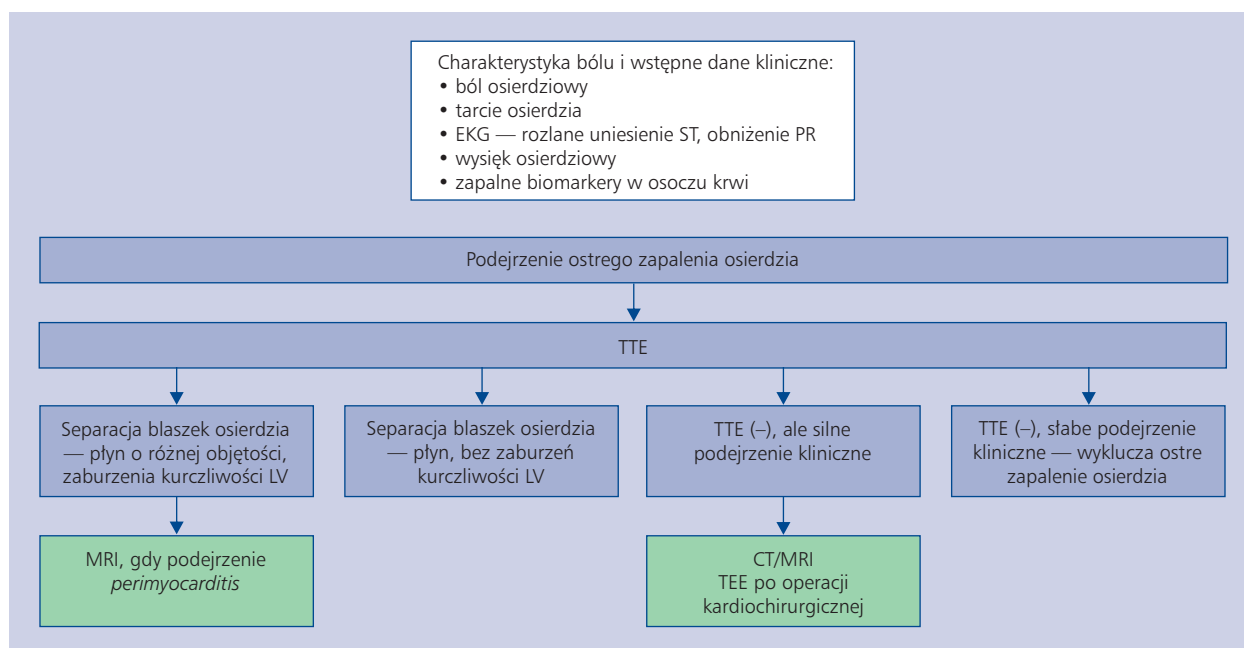 Charakterystyka bólu i wstępne dane kliniczne:
• ból osierdziowy
• tarcie osierdzia
• EKG — rozlane uniesienie ST, obniżenie PR
• wysięk osierdziowy
• zapalne biomarkery w osoczu krwi
Podejrzenie ostrego zapalenia osierdzia
TTE
Separacja blaszek osierdzia
— płyn o różnej objętości,
zaburzenia kurczliwości LV
Separacja blaszek osierdzia
— płyn, bez zaburzeń
kurczliwości LV
TTE (–), ale silne
podejrzenie kliniczne
TTE (–), słabe podejrzenie
kliniczne — wyklucza ostre
zapalenie osierdzia
MRI, gdy podejrzenie
perimyocarditis
CT/MRI
TEE po operacji
kardiochirurgicznej